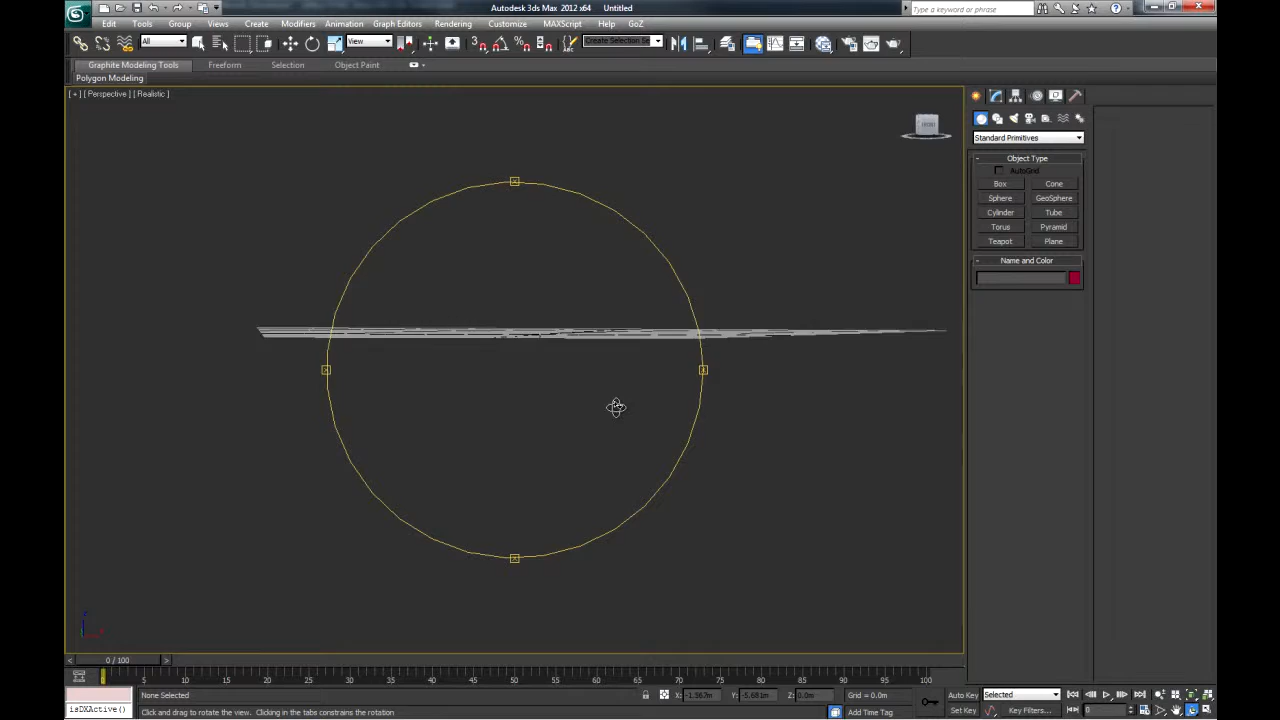 Autodesk 3ds Max 2012 x64 Untitled
Type a keyword or phrase
Edit Tools Group Views Create Modifiers Animation Graph Editors Rendering Customize MAXScript Help GoZ
All View Create Selection Se
Graphite Modeling Tools Freeform Selection Object Paint
Polygon Modeling
[ + ] [ Perspective ] [ Realistic ]
Standard Primitives
- Object Type
AutoGrid
Box Cone
Sphere GeoSphere
Cylinder Tube
Torus Pyramid
Teapot Plane
- Name and Color
< 0 / 100 >
0 5 10 15 20 25 30 35 40 45 50 55 60 65 70 75 80 85 90 95 100
None Selected X: -1.567m Y: -5.681m Z: 0.0m Grid = 0.0m Auto Key Selected
isDXActive() Click and drag to rotate the view. Clicking in the tabs constrains the rotation Add Time Tag Set Key Key Filters... 0